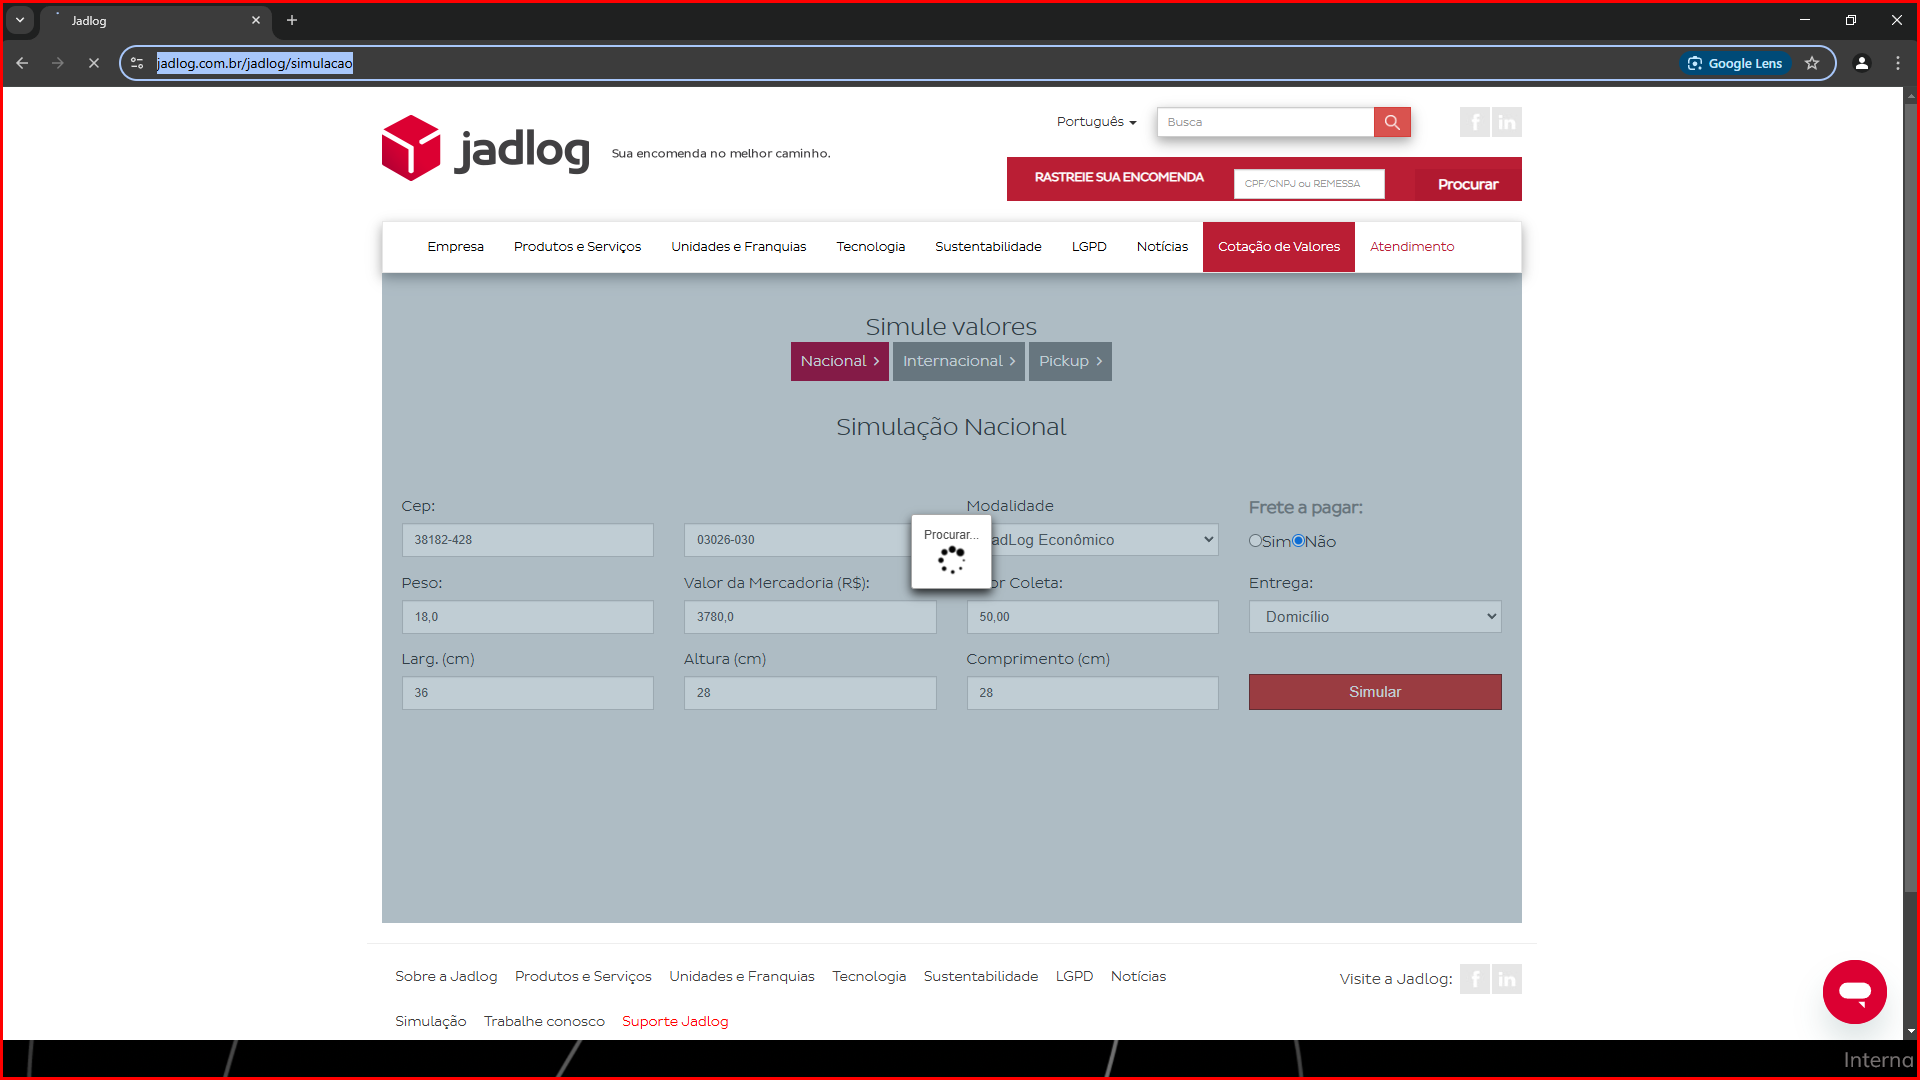 Jadlog
jadlog.com.br/jadlog/simulacao
Google Lens
jadlog
Sua encomenda no melhor caminho.
Português
Busca
RASTREIE SUA ENCOMENDA
CPF/CNPJ ou REMESSA
Procurar
Empresa
Produtos e Serviços
Unidades e Franquias
Tecnologia
Sustentabilidade
LGPD
Notícias
Cotação de Valores
Atendimento
Simule valores
Nacional
Internacional
Pickup
Simulação Nacional
Cep:
Modalidade
Frete a pagar:
38182-428
03026-030
Procurar...
adLog Econômico
Sim Não
Peso:
Valor da Mercadoria (R$):
or Coleta:
Entrega:
18,0
3780,0
50,00
Domicílio
Larg. (cm)
Altura (cm)
Comprimento (cm)
36
28
28
Simular
Sobre a Jadlog
Produtos e Serviços
Unidades e Franquias
Tecnologia
Sustentabilidade
LGPD
Notícias
Visite a Jadlog:
Simulação
Trabalhe conosco
Suporte Jadlog
Interna